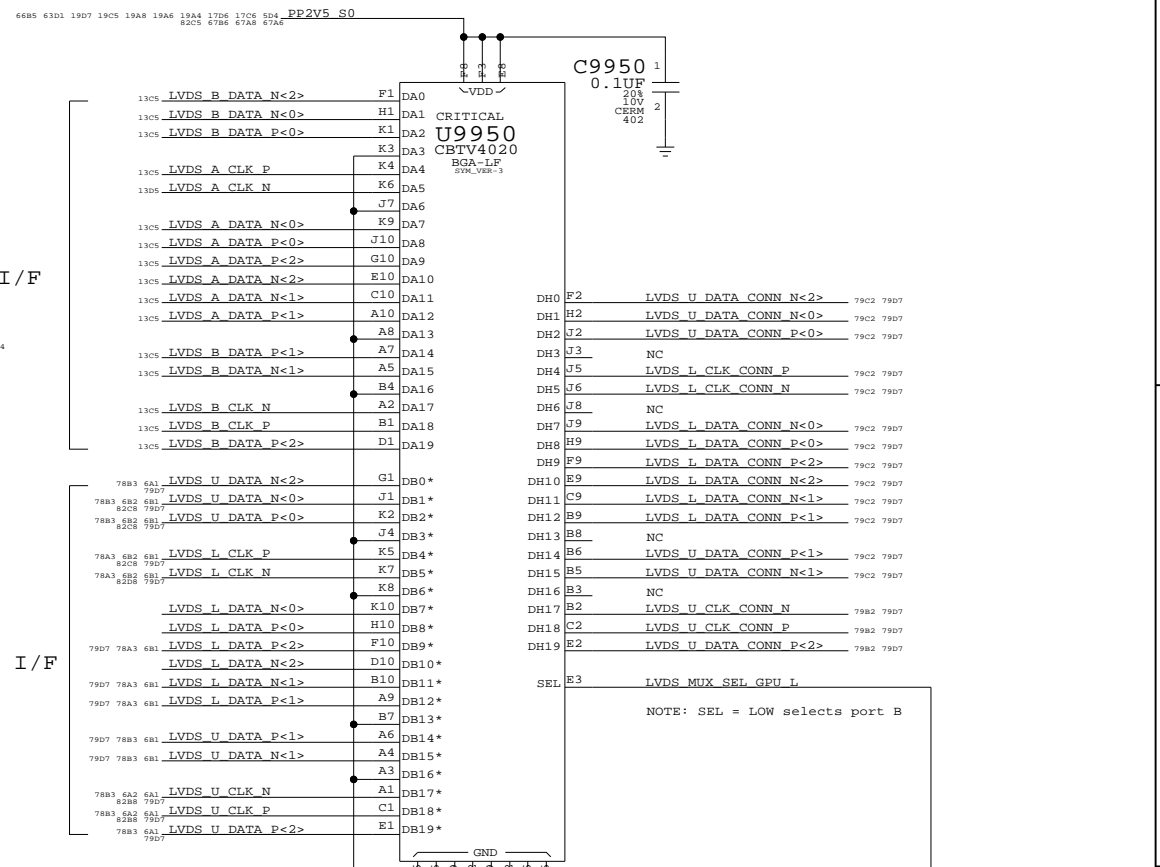 66B5 63D1 19D7 19C5 19A8 19A6 19A4 17D6 17C6 5D4 PP2V5_S0
82C5 67B6 67A8 67A6
F8 F3 E8
VDD
C9950 1
0.1UF
20%
10V
CERM
402
2
CRITICAL
U9950
CBTV4020
BGA-LF
SYM_VER-3
I/F
4
13C5 LVDS_B_DATA_N<2> F1 DA0
13C5 LVDS_B_DATA_N<0> H1 DA1
13C5 LVDS_B_DATA_P<0> K1 DA2
K3 DA3
13C5 LVDS_A_CLK_P K4 DA4
13D5 LVDS_A_CLK_N K6 DA5
J7 DA6
13C5 LVDS_A_DATA_N<0> K9 DA7
13C5 LVDS_A_DATA_P<0> J10 DA8
13C5 LVDS_A_DATA_P<2> G10 DA9
13C5 LVDS_A_DATA_N<2> E10 DA10
13C5 LVDS_A_DATA_N<1> C10 DA11
13C5 LVDS_A_DATA_P<1> A10 DA12
A8 DA13
13C5 LVDS_B_DATA_P<1> A7 DA14
13C5 LVDS_B_DATA_N<1> A5 DA15
B4 DA16
13C5 LVDS_B_CLK_N A2 DA17
13C5 LVDS_B_CLK_P B1 DA18
13C5 LVDS_B_DATA_P<2> D1 DA19
I/F
78B3 6A1 LVDS_U_DATA_N<2> G1 DB0*
79D7
78B3 6B2 6B1 LVDS_U_DATA_N<0> J1 DB1*
82C8 79D7
78B3 6B2 6B1 LVDS_U_DATA_P<0> K2 DB2*
82C8 79D7
J4 DB3*
78A3 6B2 6B1 LVDS_L_CLK_P K5 DB4*
82C8 79D7
78A3 6B2 6B1 LVDS_L_CLK_N K7 DB5*
82D8 79D7
K8 DB6*
LVDS_L_DATA_N<0> K10 DB7*
LVDS_L_DATA_P<0> H10 DB8*
79D7 78A3 6B1 LVDS_L_DATA_P<2> F10 DB9*
LVDS_L_DATA_N<2> D10 DB10*
79D7 78A3 6B1 LVDS_L_DATA_N<1> B10 DB11*
79D7 78A3 6B1 LVDS_L_DATA_P<1> A9 DB12*
B7 DB13*
79D7 78B3 6B1 LVDS_U_DATA_P<1> A6 DB14*
79D7 78B3 6B1 LVDS_U_DATA_N<1> A4 DB15*
A3 DB16*
78B3 6A2 6A1 LVDS_U_CLK_N A1 DB17*
82B8 79D7
78B3 6A2 6A1 LVDS_U_CLK_P C1 DB18*
82B8 79D7
78B3 6A1 LVDS_U_DATA_P<2> E1 DB19*
79D7
DH0 F2 LVDS_U_DATA_CONN_N<2> 79C2 79D7
DH1 H2 LVDS_U_DATA_CONN_N<0> 79C2 79D7
DH2 J2 LVDS_U_DATA_CONN_P<0> 79C2 79D7
DH3 J3 NC
DH4 J5 LVDS_L_CLK_CONN_P 79C2 79D7
DH5 J6 LVDS_L_CLK_CONN_N 79C2 79D7
DH6 J8 NC
DH7 J9 LVDS_L_DATA_CONN_N<0> 79C2 79D7
DH8 H9 LVDS_L_DATA_CONN_P<0> 79C2 79D7
DH9 F9 LVDS_L_DATA_CONN_P<2> 79C2 79D7
DH10 E9 LVDS_L_DATA_CONN_N<2> 79C2 79D7
DH11 C9 LVDS_L_DATA_CONN_N<1> 79C2 79D7
DH12 B9 LVDS_L_DATA_CONN_P<1> 79C2 79D7
DH13 B8 NC
DH14 B6 LVDS_U_DATA_CONN_P<1> 79C2 79D7
DH15 B5 LVDS_U_DATA_CONN_N<1> 79C2 79D7
DH16 B3 NC
DH17 B2 LVDS_U_CLK_CONN_N 79B2 79D7
DH18 C2 LVDS_U_CLK_CONN_P 79B2 79D7
DH19 E2 LVDS_U_DATA_CONN_P<2> 79B2 79D7
SEL E3 LVDS_MUX_SEL_GPU_L
NOTE: SEL = LOW selects port B
GND